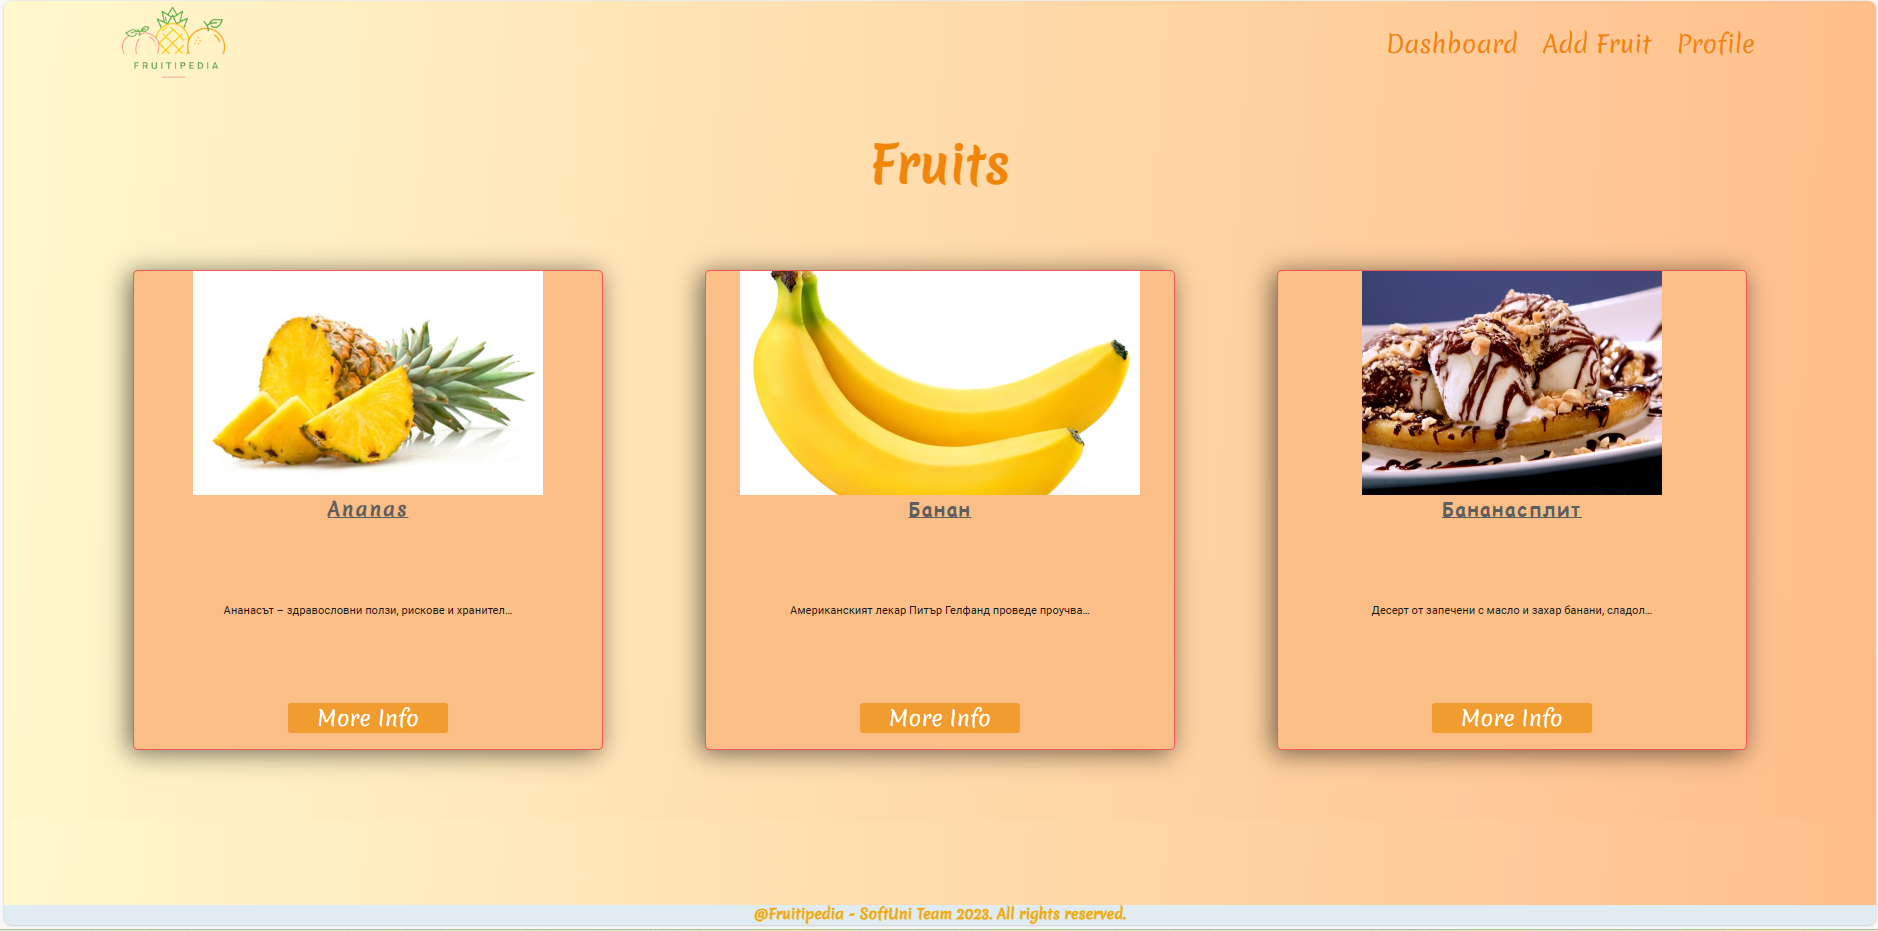 FRUITIPEDIA
Dashboard Add Fruit Profile
Fruits
Ananas
Ананасът – здравословни ползи, рискове и хранител…
More Info
Банан
Американският лекар Питър Гелфанд проведе проучва…
More Info
Бананасплит
Десерт от запечени с масло и захар банани, сладол…
More Info
@Fruitipedia - SoftUni Team 2023. All rights reserved.